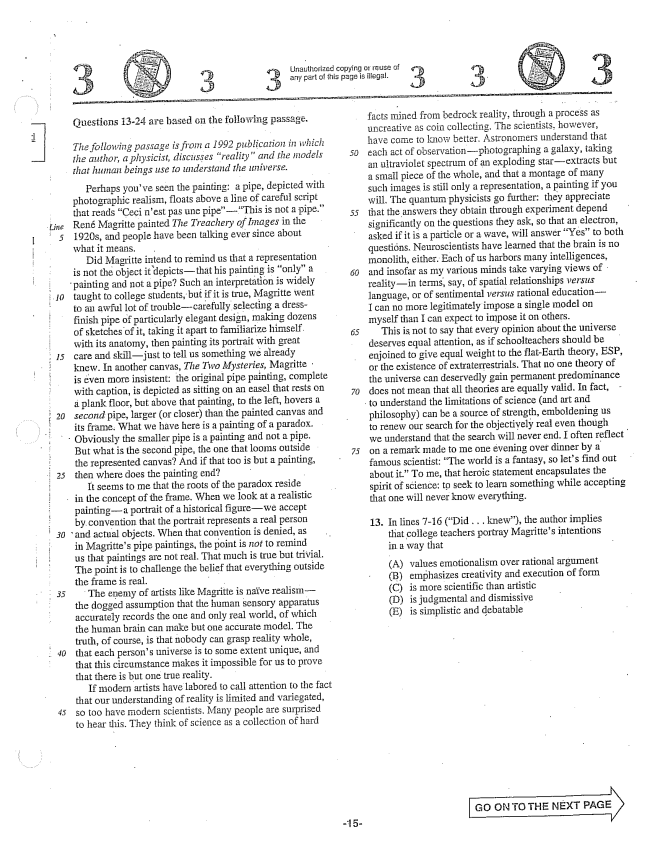 3 3 3 Unauthorized copying or reuse of
any part of this page is illegal. 3 3 3
1
Questions 13-24 are based on the following passage.
The following passage is from a 1992 publication in which
the author, a physicist, discusses "reality" and the models
that human beings use to understand the universe.
Perhaps you've seen the painting: a pipe, depicted with
photographic realism, floats above a line of careful script
that reads "Ceci n'est pas une pipe"—"This is not a pipe."
Line René Magritte painted The Treachery of Images in the
5 1920s, and people have been talking ever since about
what it means.
Did Magritte intend to remind us that a representation
is not the object it depicts—that his painting is "only" a
painting and not a pipe? Such an interpretation is widely
10 taught to college students, but if it is true, Magritte went
to an awful lot of trouble—carefully selecting a dress-
finish pipe of particularly elegant design, making dozens
of sketches of it, taking it apart to familiarize himself
with its anatomy, then painting its portrait with great
15 care and skill—just to tell us something we already
knew. In another canvas, The Two Mysteries, Magritte
is even more insistent: the original pipe painting, complete
with caption, is depicted as sitting on an easel that rests on
a plank floor, but above that painting, to the left, hovers a
20 second pipe, larger (or closer) than the painted canvas and
its frame. What we have here is a painting of a paradox.
Obviously the smaller pipe is a painting and not a pipe.
But what is the second pipe, the one that looms outside
the represented canvas? And if that too is but a painting,
25 then where does the painting end?
It seems to me that the roots of the paradox reside
in the concept of the frame. When we look at a realistic
painting—a portrait of a historical figure—we accept
by convention that the portrait represents a real person
30 and actual objects. When that convention is denied, as
in Magritte's pipe paintings, the point is not to remind
us that paintings are not real. That much is true but trivial.
The point is to challenge the belief that everything outside
the frame is real.
35 The enemy of artists like Magritte is naïve realism—
the dogged assumption that the human sensory apparatus
accurately records the one and only real world, of which
the human brain can make but one accurate model. The
truth, of course, is that nobody can grasp reality whole,
40 that each person's universe is to some extent unique, and
that this circumstance makes it impossible for us to prove
that there is but one true reality.
If modern artists have labored to call attention to the fact
that our understanding of reality is limited and variegated,
45 so too have modern scientists. Many people are surprised
to hear this. They think of science as a collection of hard
facts mined from bedrock reality, through a process as
uncreative as coin collecting. The scientists, however,
have come to know better. Astronomers understand that
50 each act of observation—photographing a galaxy, taking
an ultraviolet spectrum of an exploding star—extracts but
a small piece of the whole, and that a montage of many
such images is still only a representation, a painting if you
will. The quantum physicists go further: they appreciate
55 that the answers they obtain through experiment depend
significantly on the questions they ask, so that an electron,
asked if it is a particle or a wave, will answer "Yes" to both
questions. Neuroscientists have learned that the brain is no
monolith, either. Each of us harbors many intelligences,
60 and insofar as my various minds take varying views of
reality—in terms, say, of spatial relationships versus
language, or of sentimental versus rational education—
I can no more legitimately impose a single model on
myself than I can expect to impose it on others.
65 This is not to say that every opinion about the universe
deserves equal attention, as if schoolteachers should be
enjoined to give equal weight to the flat-Earth theory, ESP,
or the existence of extraterrestrials. That no one theory of
the universe can deservedly gain permanent predominance
70 does not mean that all theories are equally valid. In fact,
to understand the limitations of science (and art and
philosophy) can be a source of strength, emboldening us
to renew our search for the objectively real even though
we understand that the search will never end. I often reflect
75 on a remark made to me one evening over dinner by a
famous scientist: "The world is a fantasy, so let's find out
about it." To me, that heroic statement encapsulates the
spirit of science: to seek to learn something while accepting
that one will never know everything.
13. In lines 7-16 ("Did . . . knew"), the author implies
that college teachers portray Magritte's intentions
in a way that
(A) values emotionalism over rational argument
(B) emphasizes creativity and execution of form
(C) is more scientific than artistic
(D) is judgmental and dismissive
(E) is simplistic and debatable
GO ON TO THE NEXT PAGE
-15-